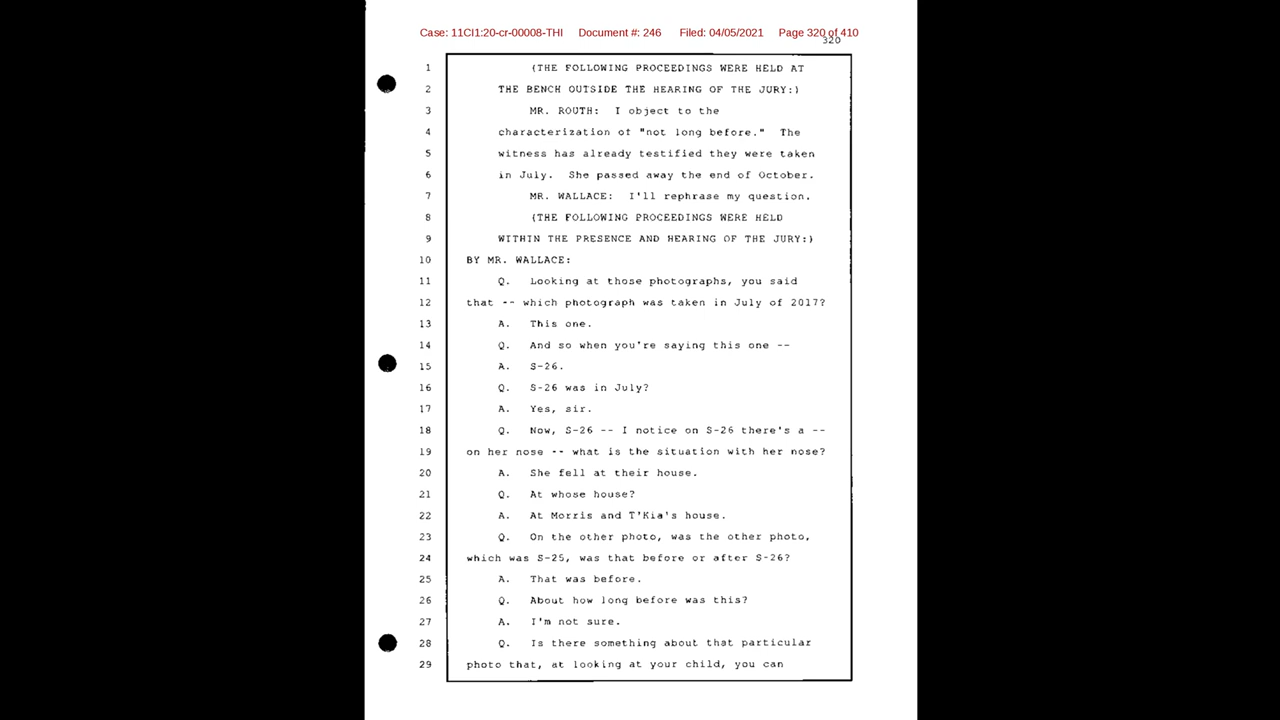 Case: 11CI1:20-cr-00008-THI Document #: 246 Filed: 04/05/2021 Page 320 of 410
320
1 (THE FOLLOWING PROCEEDINGS WERE HELD AT
2 THE BENCH OUTSIDE THE HEARING OF THE JURY:)
3 MR. ROUTH: I object to the
4 characterization of "not long before." The
5 witness has already testified they were taken
6 in July. She passed away the end of October.
7 MR. WALLACE: I'll rephrase my question.
8 (THE FOLLOWING PROCEEDINGS WERE HELD
9 WITHIN THE PRESENCE AND HEARING OF THE JURY:)
10 BY MR. WALLACE:
11 Q. Looking at those photographs, you said
12 that -- which photograph was taken in July of 2017?
13 A. This one.
14 Q. And so when you're saying this one --
15 A. S-26.
16 Q. S-26 was in July?
17 A. Yes, sir.
18 Q. Now, S-26 -- I notice on S-26 there's a --
19 on her nose -- what is the situation with her nose?
20 A. She fell at their house.
21 Q. At whose house?
22 A. At Morris and T'Kia's house.
23 Q. On the other photo, was the other photo,
24 which was S-25, was that before or after S-26?
25 A. That was before.
26 Q. About how long before was this?
27 A. I'm not sure.
28 Q. Is there something about that particular
29 photo that, at looking at your child, you can